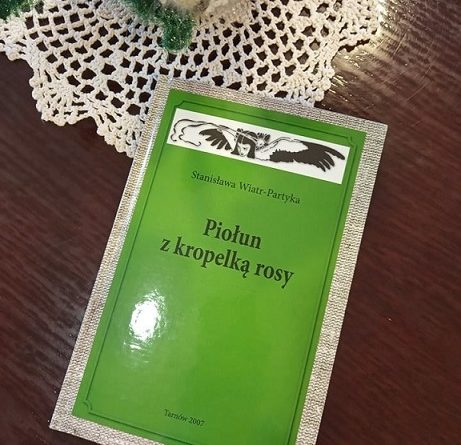 Stanisława Wiatr-Partyka
Piołun
z kropelką rosy
Tarnów 2007